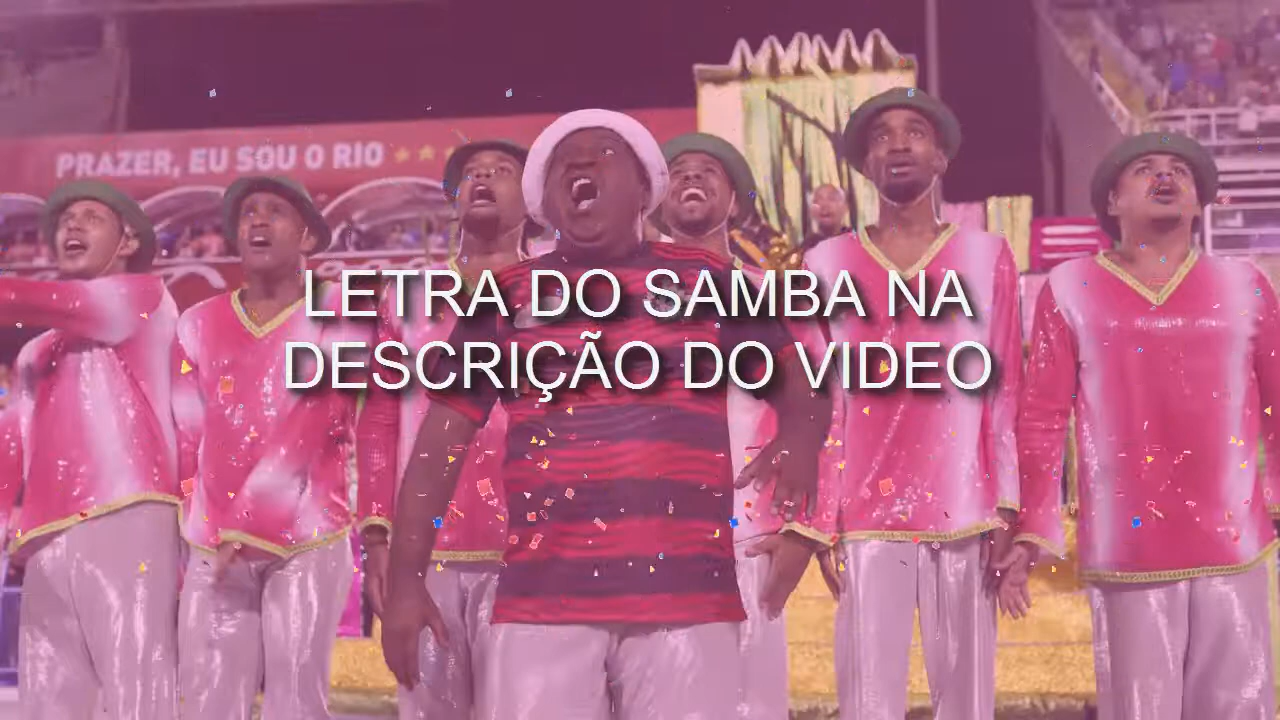 PRAZER, EU SOU O RIO
LETRA DO SAMBA NA
DESCRIÇÃO DO VIDEO